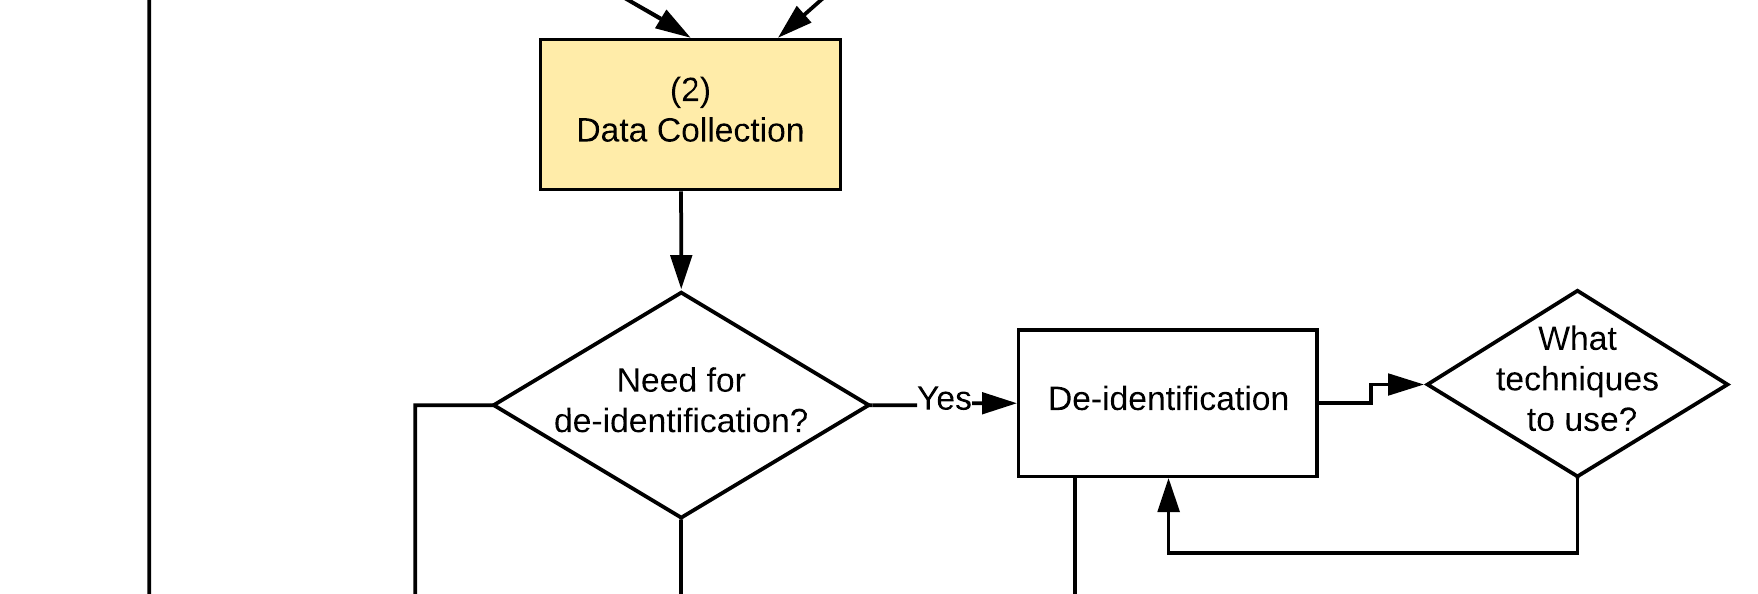 (2)
Data Collection
Need for
de-identification?
Yes
De-identification
What
techniques
to use?